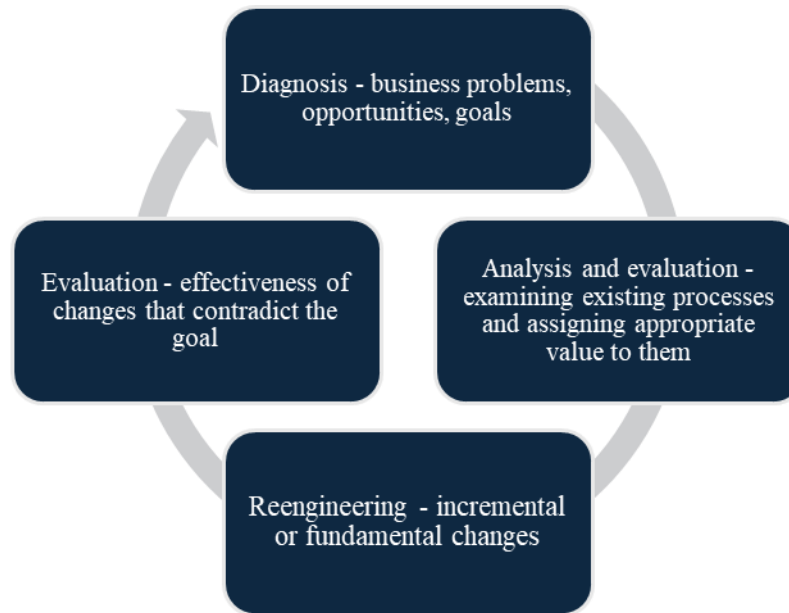 Diagnosis - business problems,
opportunities, goals
Analysis and evaluation -
examining existing processes
and assigning appropriate
value to them
Reengineering - incremental
or fundamental changes
Evaluation - effectiveness of
changes that contradict the
goal